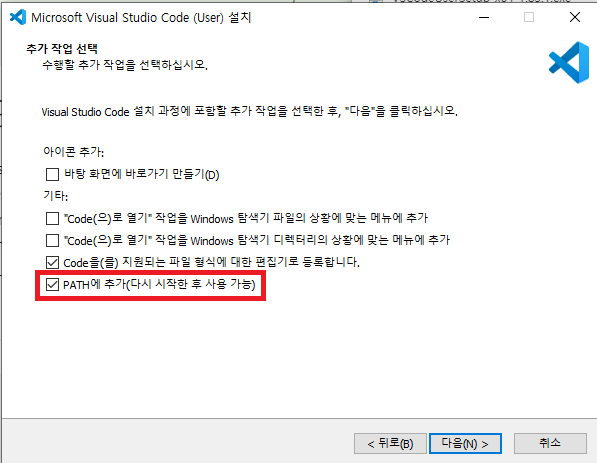 Microsoft Visual Studio Code (User) 설치
추가 작업 선택
수행할 추가 작업을 선택하십시오.
Visual Studio Code 설치 과정에 포함할 추가 작업을 선택한 후, "다음"을 클릭하십시오.
아이콘 추가:
바탕 화면에 바로가기 만들기(D)
기타:
"Code(으)로 열기" 작업을 Windows 탐색기 파일의 상황에 맞는 메뉴에 추가
"Code(으)로 열기" 작업을 Windows 탐색기 디렉터리의 상황에 맞는 메뉴에 추가
Code을(를) 지원되는 파일 형식에 대한 편집기로 등록합니다.
PATH에 추가(다시 시작한 후 사용 가능)
< 뒤로(B)
다음(N) >
취소